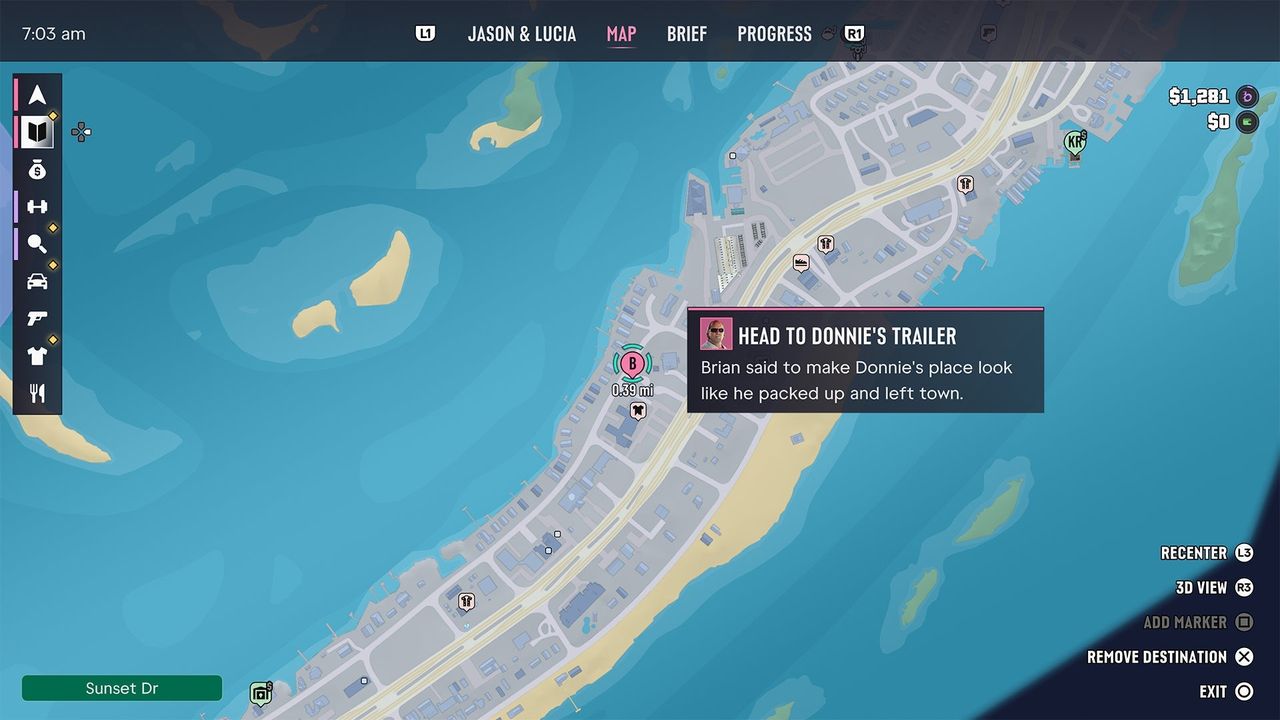 7:03 am
L1
JASON & LUCIA
MAP
BRIEF
PROGRESS
R1
$1,281
$0
KR
HEAD TO DONNIE'S TRAILER
Brian said to make Donnie's place look
like he packed up and left town.
B
0.39 mi
RECENTER L3
3D VIEW R3
ADD MARKER
REMOVE DESTINATION
EXIT
Sunset Dr